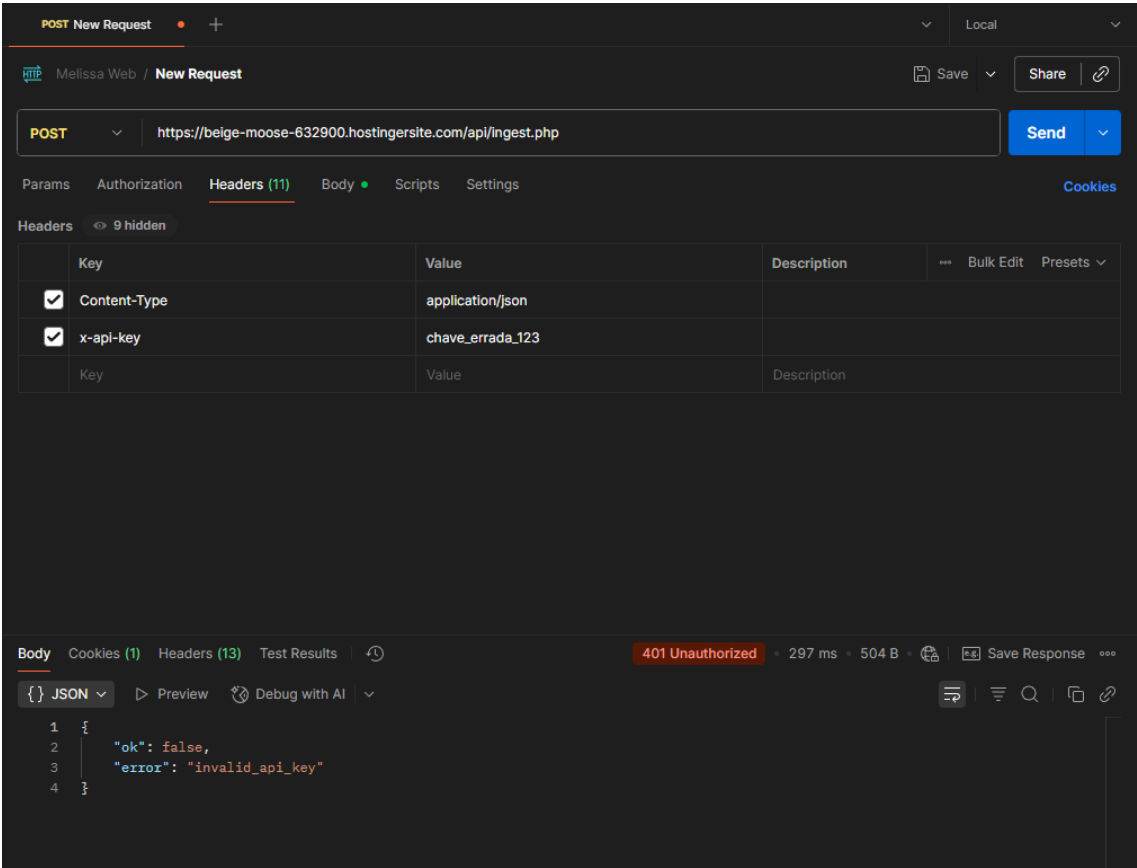 POST New Request
Local
HTTP Melissa Web / New Request
Save
Share
POST
https://beige-moose-632900.hostingersite.com/api/ingest.php
Send
Params Authorization Headers (11) Body Scripts Settings
Cookies
Headers 9 hidden
Key Value Description ••• Bulk Edit Presets
Content-Type application/json
x-api-key chave_errada_123
Key Value Description
Body Cookies (1) Headers (13) Test Results
401 Unauthorized • 297 ms • 504 B
e.g. Save Response •••
{} JSON Preview Debug with AI
1 {
2 "ok": false,
3 "error": "invalid_api_key"
4 }